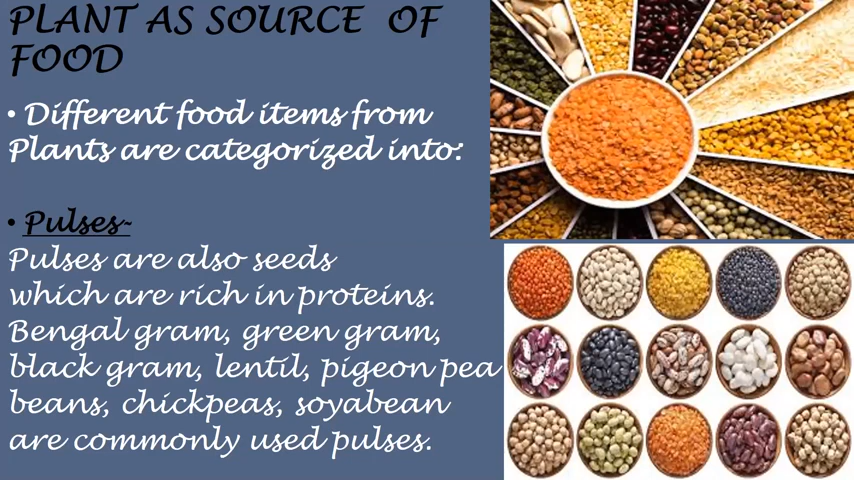 PLANT AS SOURCE OF
FOOD
• Different food items from
Plants are categorized into:
• Pulses~
Pulses are also seeds
which are rich in proteins.
Bengal gram, green gram,
black gram, lentil, pigeon pea
beans, chickpeas, soyabean
are commonly used pulses.